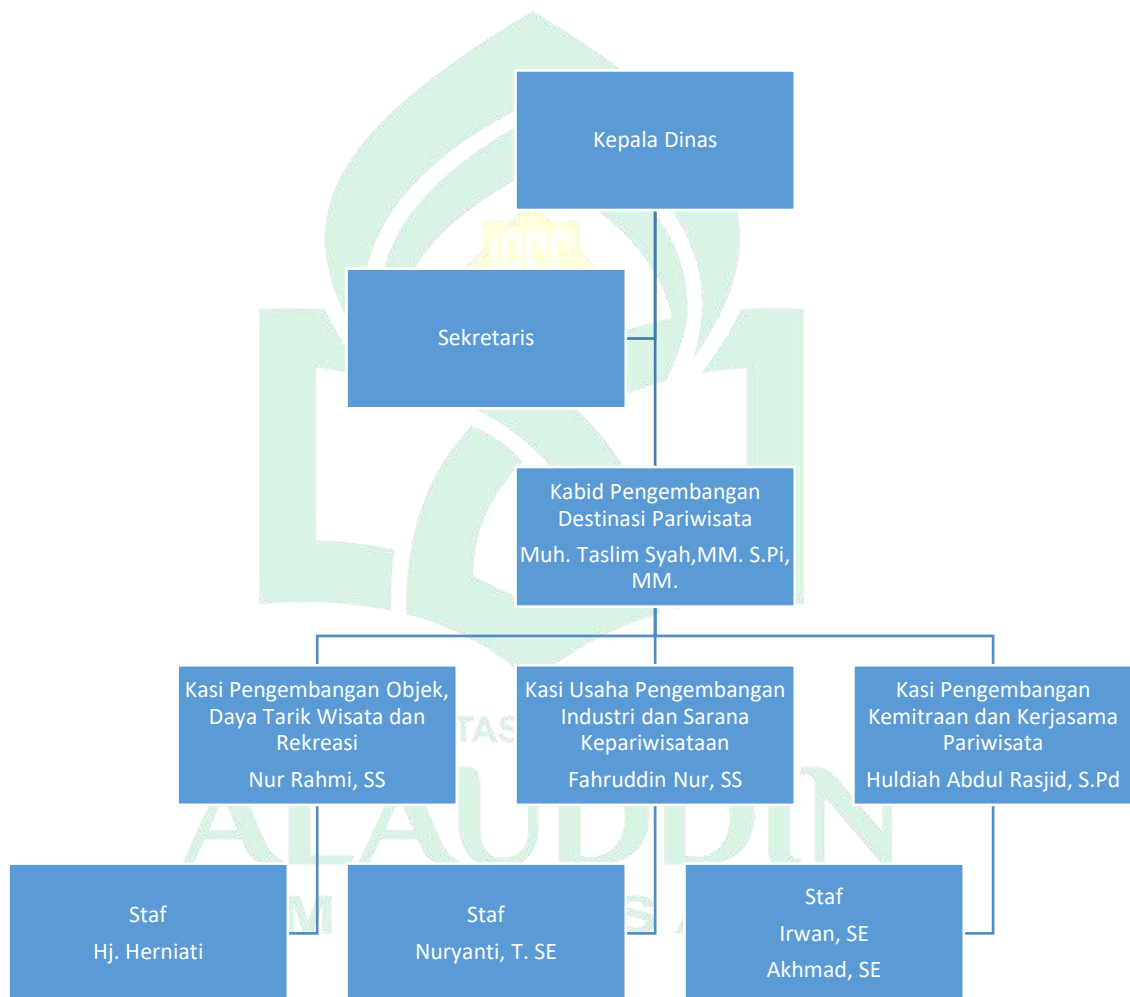 Kepala Dinas
Sekretaris
Kabid Pengembangan
Destinasi Pariwisata
Muh. Taslim Syah,MM. S.Pi,
MM.
Kasi Pengembangan Objek,
Daya Tarik Wisata dan
Rekreasi
Nur Rahmi, SS
Kasi Usaha Pengembangan
Industri dan Sarana
Kepariwisataan
Fahruddin Nur, SS
Kasi Pengembangan
Kemitraan dan Kerjasama
Pariwisata
Huldiah Abdul Rasjid, S.Pd
ALAUDDIN
Staf
Hj. Herniati
Staf
Nuryanti, T. SE
Staf
Irwan, SE
Akhmad, SE